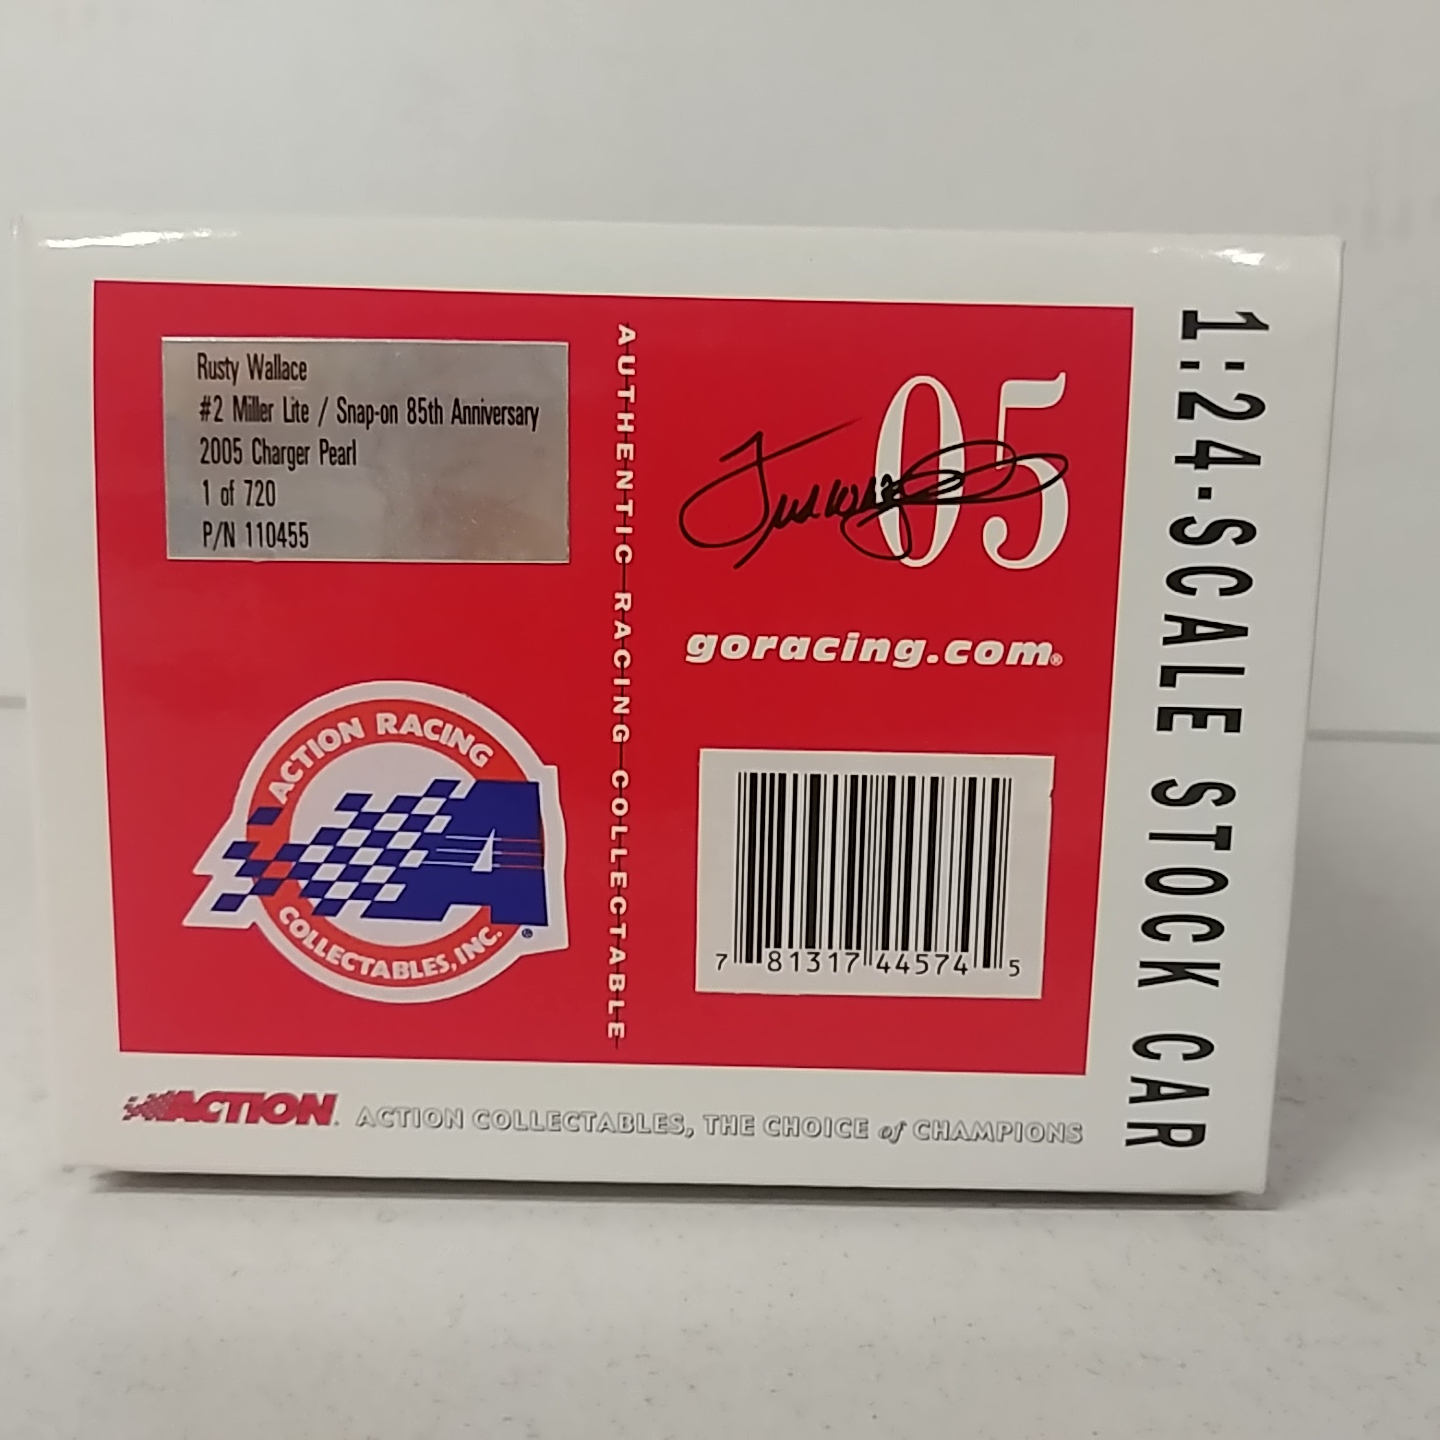 Rusty Wallace
#2 Miller Lite / Snap-on 85th Anniversary
2005 Charger Pearl
1 of 720
P/N 110455
AUTHENTIC RACING COLLECTABLE
05
goracing.com®
ACTION RACING
COLLECTABLES, INC.
7 81317 44574 5
ACTION
ACTION COLLECTABLES, THE CHOICE of CHAMPIONS
1:24-SCALE STOCK CAR